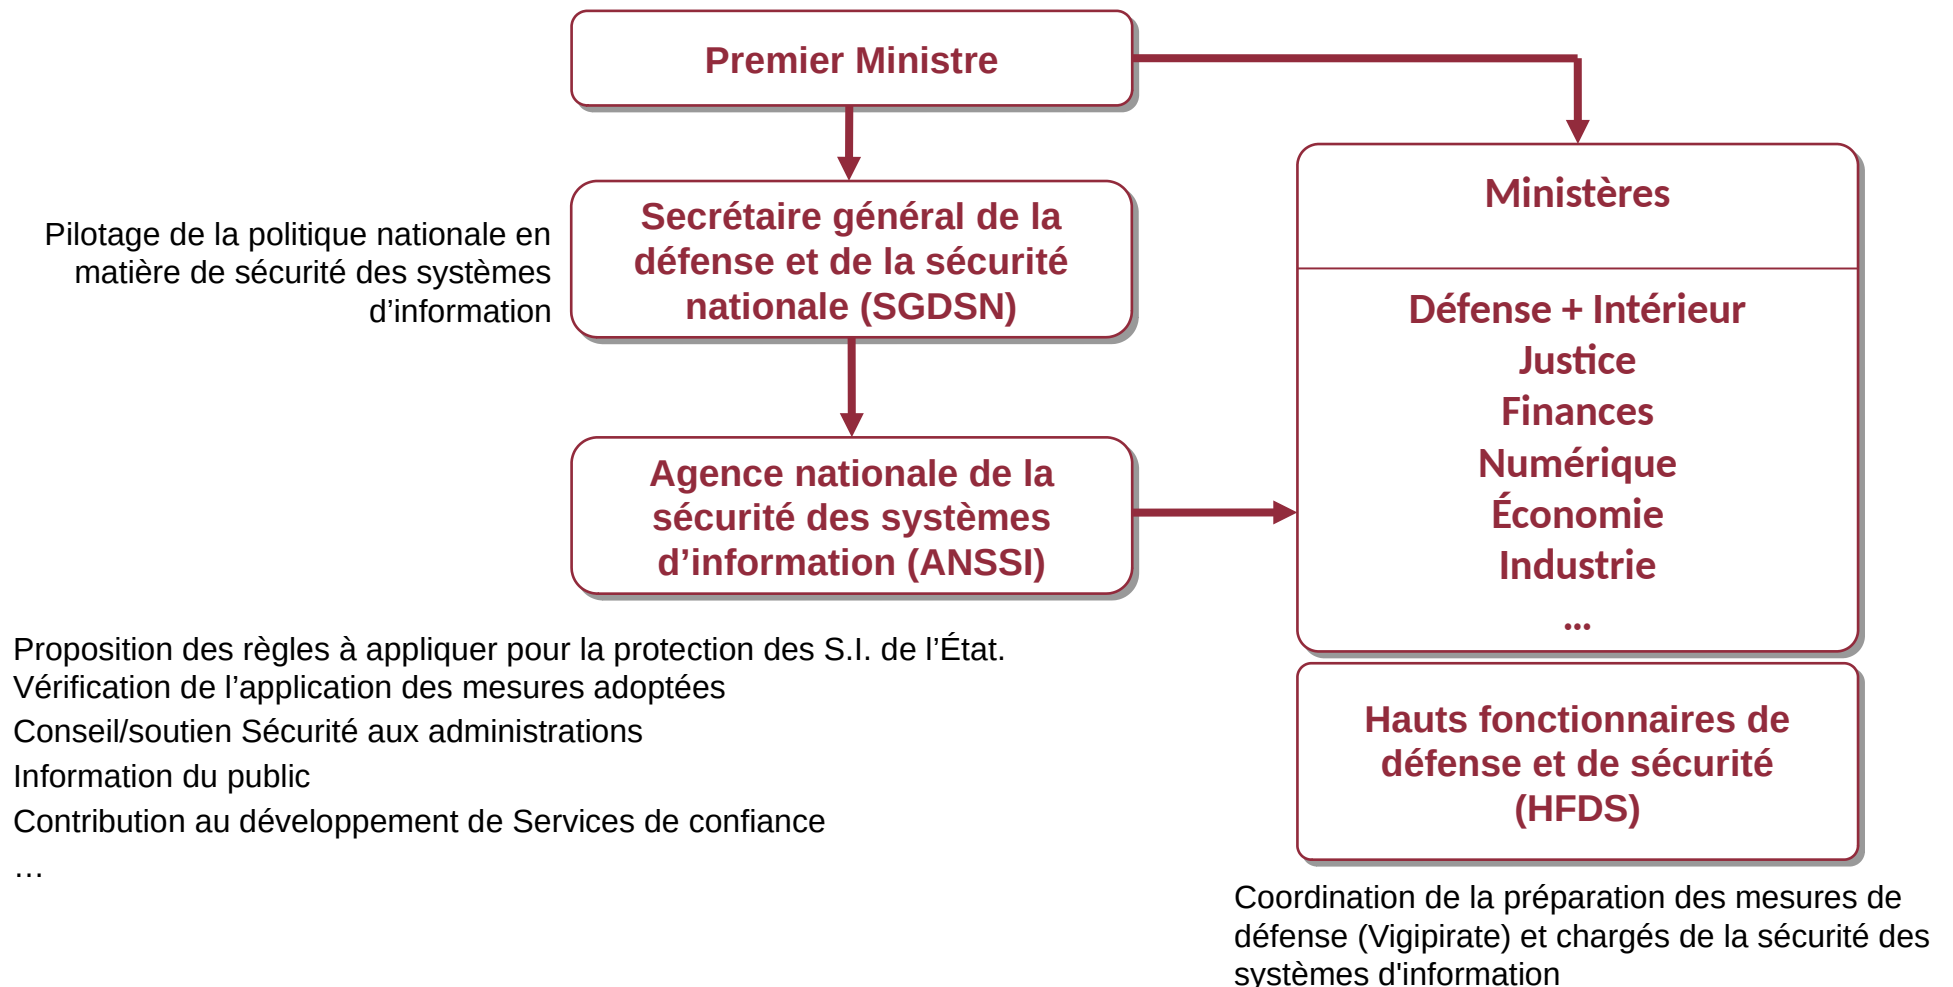 Premier Ministre
Pilotage de la politique nationale en
matière de sécurité des systèmes
d’information
Secrétaire général de la
défense et de la sécurité
nationale (SGDSN)
Agence nationale de la
sécurité des systèmes
d’information (ANSSI)
Proposition des règles à appliquer pour la protection des S.I. de l’État.
Vérification de l’application des mesures adoptées
Conseil/soutien Sécurité aux administrations
Information du public
Contribution au développement de Services de confiance
…
Ministères
Défense + Intérieur
Justice
Finances
Numérique
Économie
Industrie
…
Hauts fonctionnaires de
défense et de sécurité
(HFDS)
Coordination de la préparation des mesures de
défense (Vigipirate) et chargés de la sécurité des
systèmes d'information